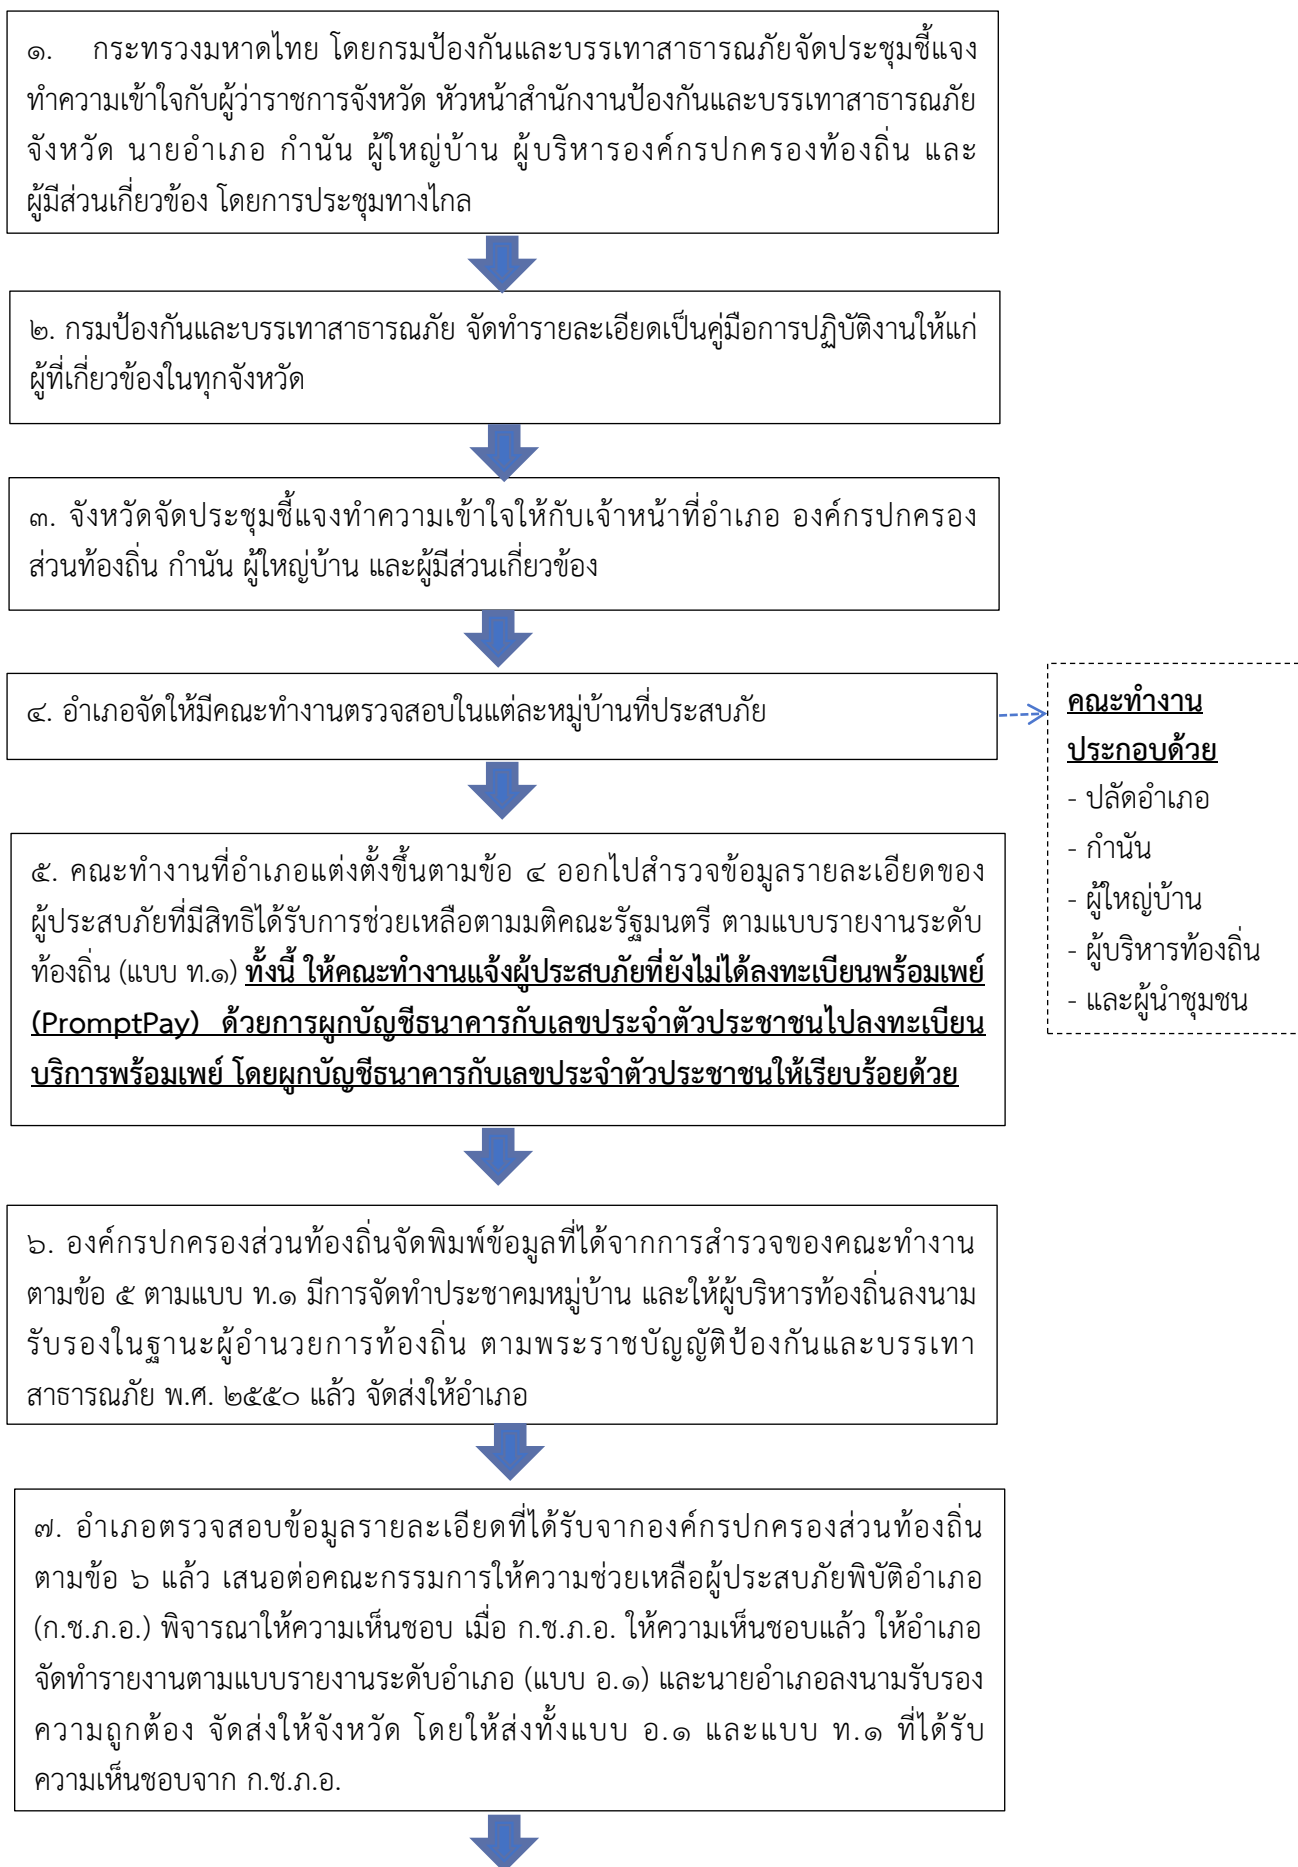 ๑. กระทรวงมหาดไทย โดยกรมป้องกันและบรรเทาสาธารณภัยจัดประชุมชี้แจง
ทำความเข้าใจกับผู้ว่าราชการจังหวัด หัวหน้าสำนักงานป้องกันและบรรเทาสาธารณภัย
จังหวัด นายอำเภอ กำนัน ผู้ใหญ่บ้าน ผู้บริหารองค์กรปกครองท้องถิ่น และ
ผู้มีส่วนเกี่ยวข้อง โดยการประชุมทางไกล
๒. กรมป้องกันและบรรเทาสาธารณภัย จัดทำรายละเอียดเป็นคู่มือการปฏิบัติงานให้แก่
ผู้ที่เกี่ยวข้องในทุกจังหวัด
๓. จังหวัดจัดประชุมชี้แจงทำความเข้าใจให้กับเจ้าหน้าที่อำเภอ องค์กรปกครอง
ส่วนท้องถิ่น กำนัน ผู้ใหญ่บ้าน และผู้มีส่วนเกี่ยวข้อง
๔. อำเภอจัดให้มีคณะทำงานตรวจสอบในแต่ละหมู่บ้านที่ประสบภัย
คณะทำงาน
ประกอบด้วย
- ปลัดอำเภอ
- กำนัน
- ผู้ใหญ่บ้าน
- ผู้บริหารท้องถิ่น
- และผู้นำชุมชน
๕. คณะทำงานที่อำเภอแต่งตั้งขึ้นตามข้อ ๔ ออกไปสำรวจข้อมูลรายละเอียดของ
ผู้ประสบภัยที่มีสิทธิได้รับการช่วยเหลือตามมติคณะรัฐมนตรี ตามแบบรายงานระดับ
ท้องถิ่น (แบบ ท.๑) ทั้งนี้ ให้คณะทำงานแจ้งผู้ประสบภัยที่ยังไม่ได้ลงทะเบียนพร้อมเพย์
(PromptPay) ด้วยการผูกบัญชีธนาคารกับเลขประจำตัวประชาชนไปลงทะเบียน
บริการพร้อมเพย์ โดยผูกบัญชีธนาคารกับเลขประจำตัวประชาชนให้เรียบร้อยด้วย
๖. องค์กรปกครองส่วนท้องถิ่นจัดพิมพ์ข้อมูลที่ได้จากการสำรวจของคณะทำงาน
ตามข้อ ๕ ตามแบบ ท.๑ มีการจัดทำประชาคมหมู่บ้าน และให้ผู้บริหารท้องถิ่นลงนาม
รับรองในฐานะผู้อำนวยการท้องถิ่น ตามพระราชบัญญัติป้องกันและบรรเทา
สาธารณภัย พ.ศ. ๒๕๕๐ แล้ว จัดส่งให้อำเภอ
๗. อำเภอตรวจสอบข้อมูลรายละเอียดที่ได้รับจากองค์กรปกครองส่วนท้องถิ่น
ตามข้อ ๖ แล้ว เสนอต่อคณะกรรมการให้ความช่วยเหลือผู้ประสบภัยพิบัติอำเภอ
(ก.ช.ภ.อ.) พิจารณาให้ความเห็นชอบ เมื่อ ก.ช.ภ.อ. ให้ความเห็นชอบแล้ว ให้อำเภอ
จัดทำรายงานตามแบบรายงานระดับอำเภอ (แบบ อ.๑) และนายอำเภอลงนามรับรอง
ความถูกต้อง จัดส่งให้จังหวัด โดยให้ส่งทั้งแบบ อ.๑ และแบบ ท.๑ ที่ได้รับ
ความเห็นชอบจาก ก.ช.ภ.อ.